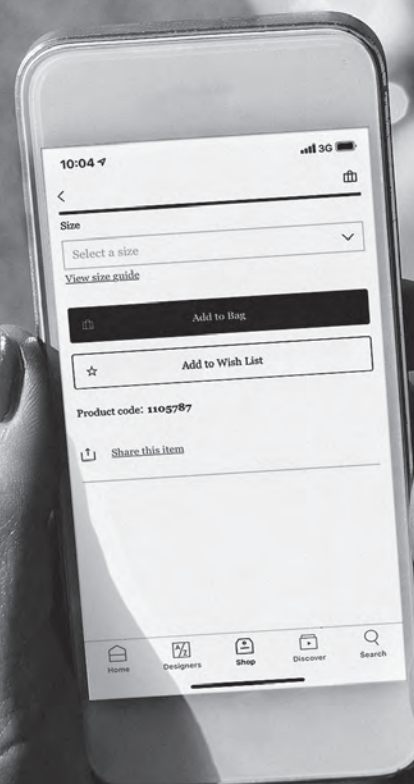 10:04
3G
Size
Select a size
View size guide
Add to Bag
Add to Wish List
Product code: 1105787
Share this item
A/Z
Home Designers Shop Discover Search